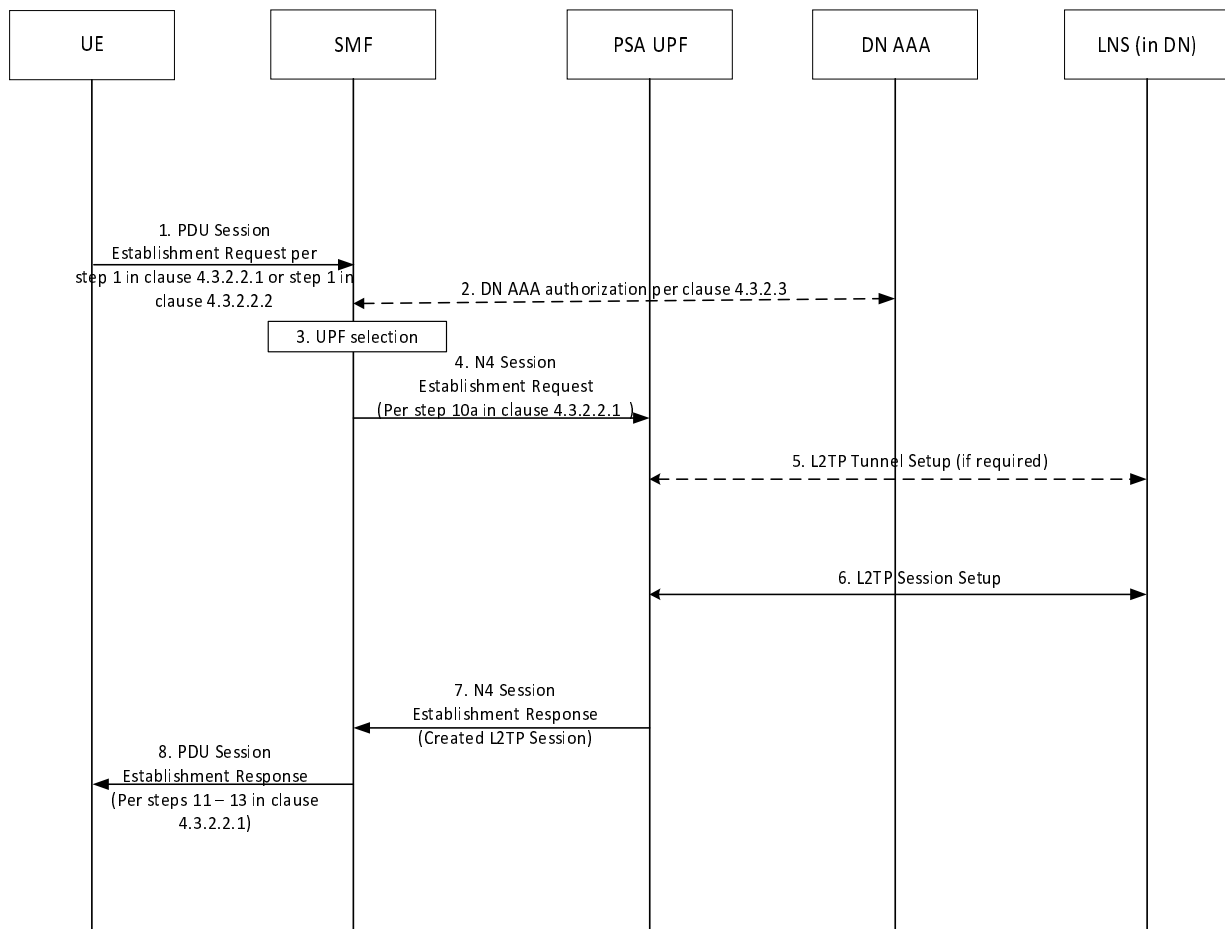 UE
SMF
PSA UPF
DN AAA
LNS (in DN)
1. PDU Session
Establishment Request per
step 1 in clause 4.3.2.2.1 or step 1 in
clause 4.3.2.2.2
2. DN AAA authorization per clause 4.3.2.3
3. UPF selection
4. N4 Session
Establishment Request
(Per step 10a in clause 4.3.2.2.1 )
5. L2TP Tunnel Setup (if required)
6. L2TP Session Setup
7. N4 Session
Establishment Response
(Created L2TP Session)
8. PDU Session
Establishment Response
(Per steps 11 – 13 in clause
4.3.2.2.1)